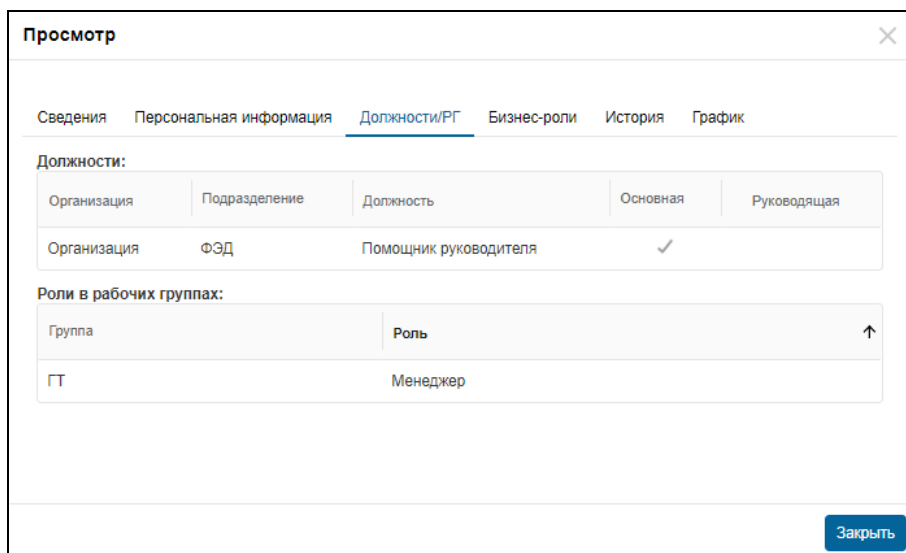 Просмотр
Сведения Персональная информация Должности/РГ Бизнес-роли История График
Должности:
Организация Подразделение Должность Основная Руководящая
Организация ФЭД Помощник руководителя
Роли в рабочих группах:
Группа Роль
ГТ Менеджер
Закрыть